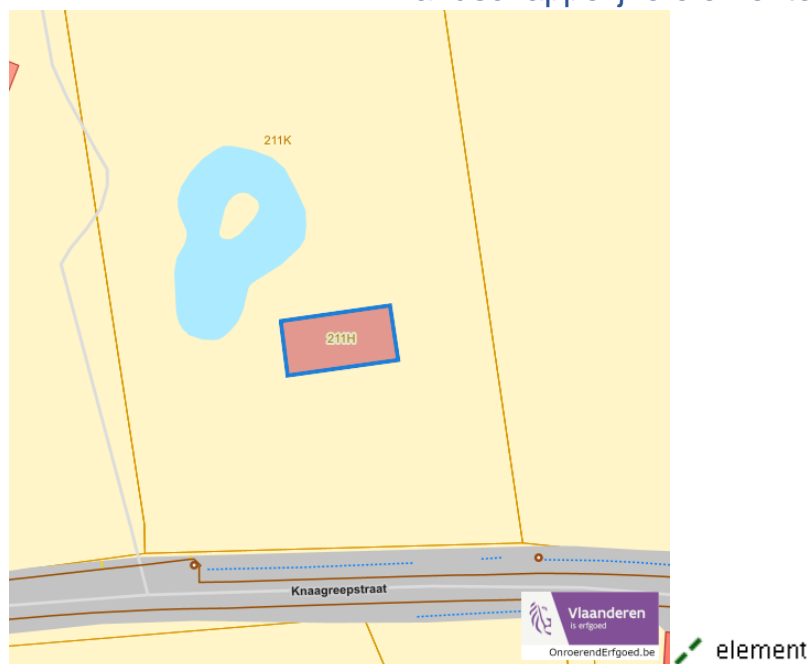 211K
211H
Knaagreepstraat
Vlaanderen
is erfgoed
OnroerendErfgoed.be
element